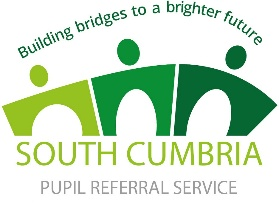 Building bridges to a brighter future
SOUTH CUMBRIA
PUPIL REFERRAL SERVICE